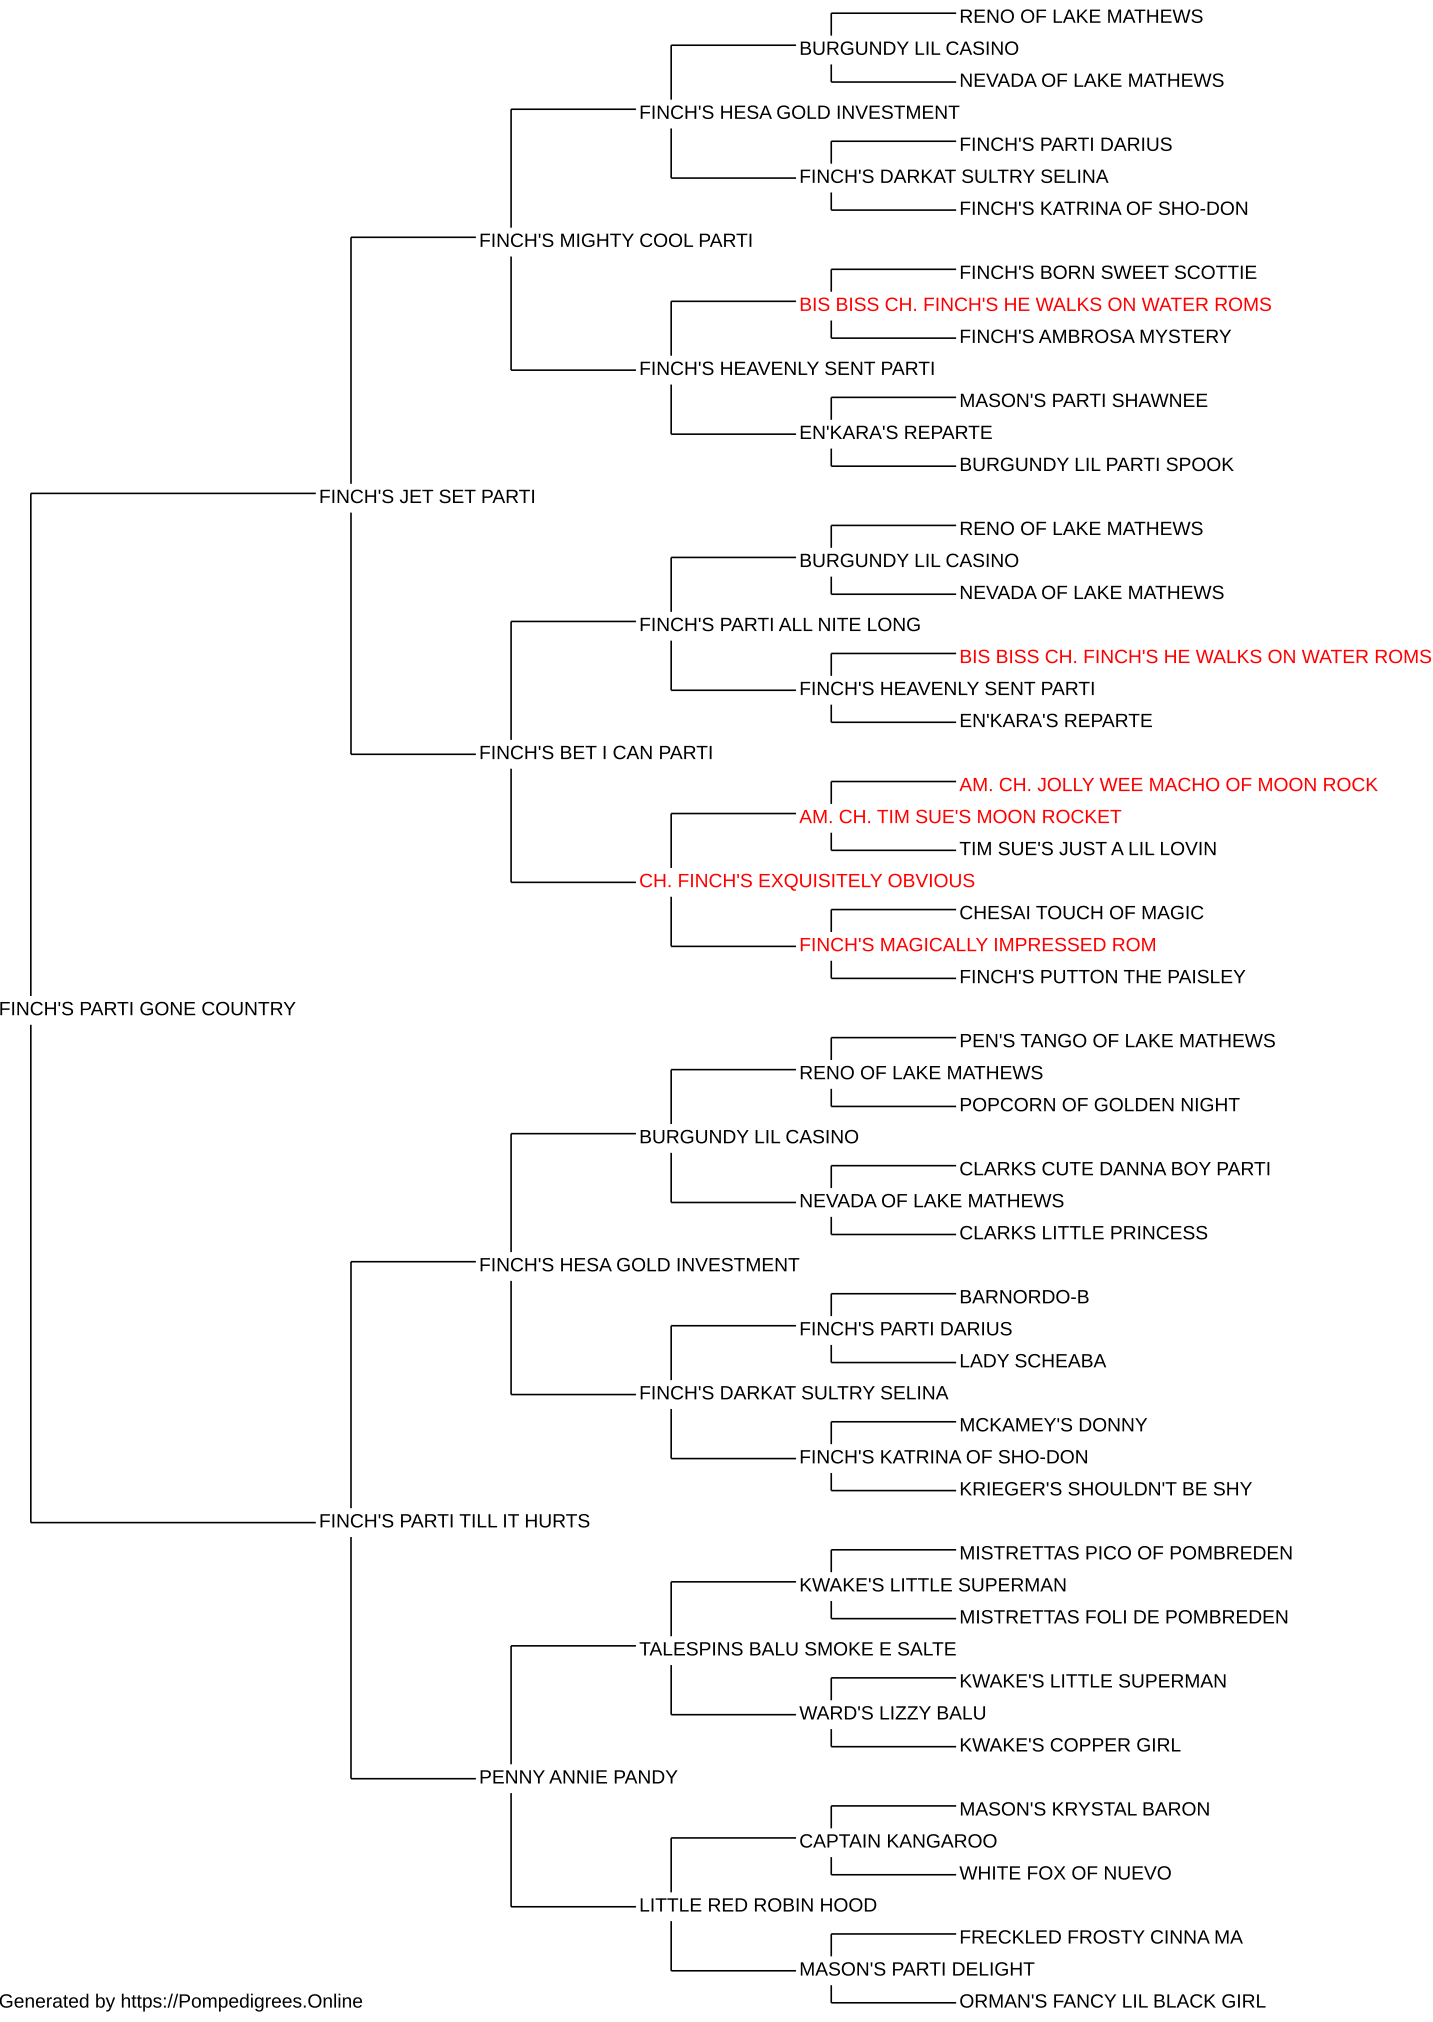 RENO OF LAKE MATHEWS
BURGUNDY LIL CASINO
NEVADA OF LAKE MATHEWS
FINCH'S HESA GOLD INVESTMENT
FINCH'S PARTI DARIUS
FINCH'S DARKAT SULTRY SELINA
FINCH'S KATRINA OF SHO-DON
FINCH'S MIGHTY COOL PARTI
FINCH'S BORN SWEET SCOTTIE
BIS BISS CH. FINCH'S HE WALKS ON WATER ROMS
FINCH'S AMBROSA MYSTERY
FINCH'S HEAVENLY SENT PARTI
MASON'S PARTI SHAWNEE
EN'KARA'S REPARTE
BURGUNDY LIL PARTI SPOOK
FINCH'S JET SET PARTI
RENO OF LAKE MATHEWS
BURGUNDY LIL CASINO
NEVADA OF LAKE MATHEWS
FINCH'S PARTI ALL NITE LONG
BIS BISS CH. FINCH'S HE WALKS ON WATER ROMS
FINCH'S HEAVENLY SENT PARTI
EN'KARA'S REPARTE
FINCH'S BET I CAN PARTI
AM. CH. JOLLY WEE MACHO OF MOON ROCK
AM. CH. TIM SUE'S MOON ROCKET
TIM SUE'S JUST A LIL LOVIN
CH. FINCH'S EXQUISITELY OBVIOUS
CHESAI TOUCH OF MAGIC
FINCH'S MAGICALLY IMPRESSED ROM
FINCH'S PUTTON THE PAISLEY
FINCH'S PARTI GONE COUNTRY
PEN'S TANGO OF LAKE MATHEWS
RENO OF LAKE MATHEWS
POPCORN OF GOLDEN NIGHT
BURGUNDY LIL CASINO
CLARKS CUTE DANNA BOY PARTI
NEVADA OF LAKE MATHEWS
CLARKS LITTLE PRINCESS
FINCH'S HESA GOLD INVESTMENT
BARNORDO-B
FINCH'S PARTI DARIUS
LADY SCHEABA
FINCH'S DARKAT SULTRY SELINA
MCKAMEY'S DONNY
FINCH'S KATRINA OF SHO-DON
KRIEGER'S SHOULDN'T BE SHY
FINCH'S PARTI TILL IT HURTS
MISTRETTAS PICO OF POMBREDEN
KWAKE'S LITTLE SUPERMAN
MISTRETTAS FOLI DE POMBREDEN
TALESPINS BALU SMOKE E SALTE
KWAKE'S LITTLE SUPERMAN
WARD'S LIZZY BALU
KWAKE'S COPPER GIRL
PENNY ANNIE PANDY
MASON'S KRYSTAL BARON
CAPTAIN KANGAROO
WHITE FOX OF NUEVO
LITTLE RED ROBIN HOOD
FRECKLED FROSTY CINNA MA
MASON'S PARTI DELIGHT
ORMAN'S FANCY LIL BLACK GIRL
Generated by https://Pompedigrees.Online